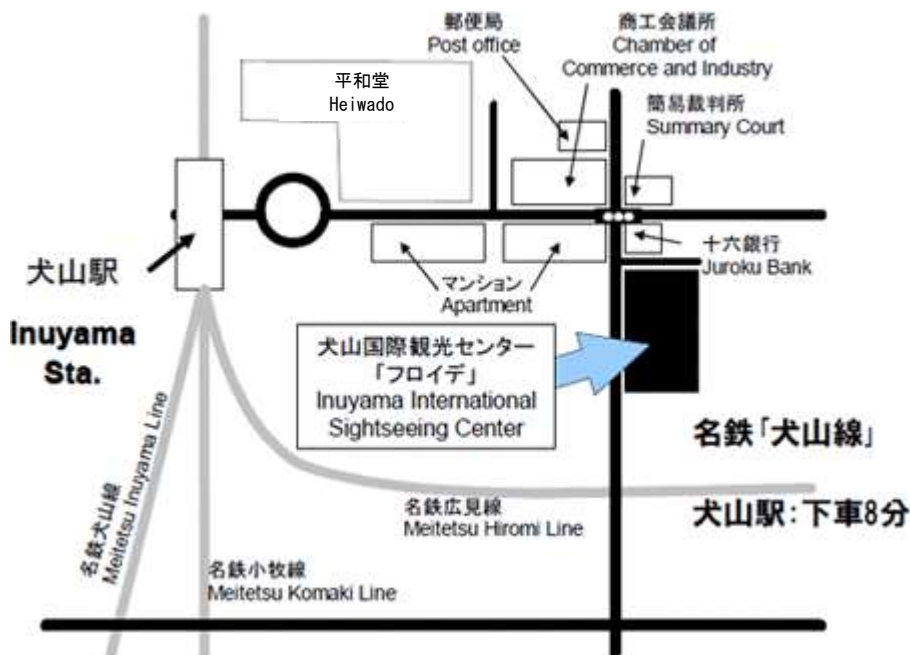 郵便局
Post office
商工会議所
Chamber of
Commerce and Industry
平和堂
Heiwado
簡易裁判所
Summary Court
犬山駅
Inuyama
Sta.
マンション
Apartment
十六銀行
Juroku Bank
犬山国際観光センター
「フロイデ」
Inuyama International
Sightseeing Center
名鉄「犬山線」
犬山駅:下車8分
名鉄犬山線
Meitetsu Inuyama Line
名鉄広見線
Meitetsu Hiromi Line
名鉄小牧線
Meitetsu Komaki Line